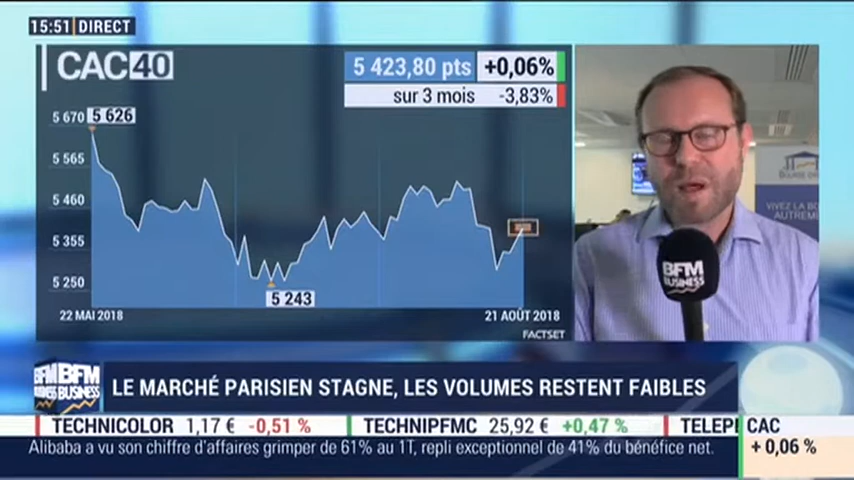 15:51 DIRECT
CAC40
5 423,80 pts +0,06%
sur 3 mois -3,83%
5 670
5 626
5 565
5 460
5 355
5 250
5 243
22 MAI 2018
21 AOÛT 2018
FACTSET
VIVEZ LA BO
AUTREME
BFM
BUSINESS
BFM BFM
BUSINESS
LE MARCHÉ PARISIEN STAGNE, LES VOLUMES RESTENT FAIBLES
TECHNICOLOR 1,17 € -0,51 % TECHNIPFMC 25,92 € +0,47 % TELEP
CAC
+ 0,06 %
Alibaba a vu son chiffre d'affaires grimper de 61% au 1T, repli exceptionnel de 41% du bénéfice net.